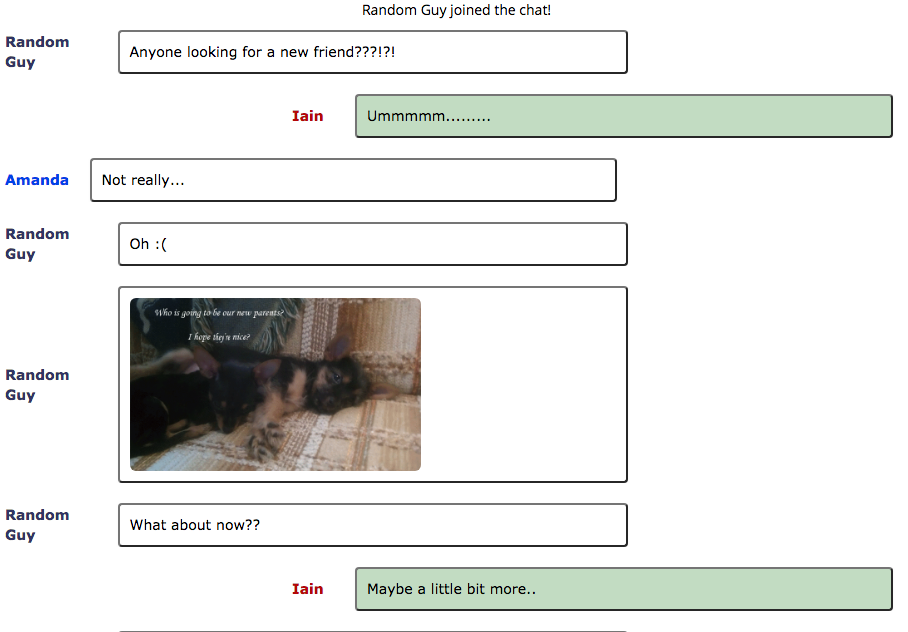 Random Guy joined the chat!
Random
Guy
Anyone looking for a new friend???!?!
Iain
Ummmmm.........
Amanda
Not really...
Random
Guy
Oh :(
Who is going to be our new parents?
I hope they'r nice?
Random
Guy
Random
Guy
What about now??
Iain
Maybe a little bit more..